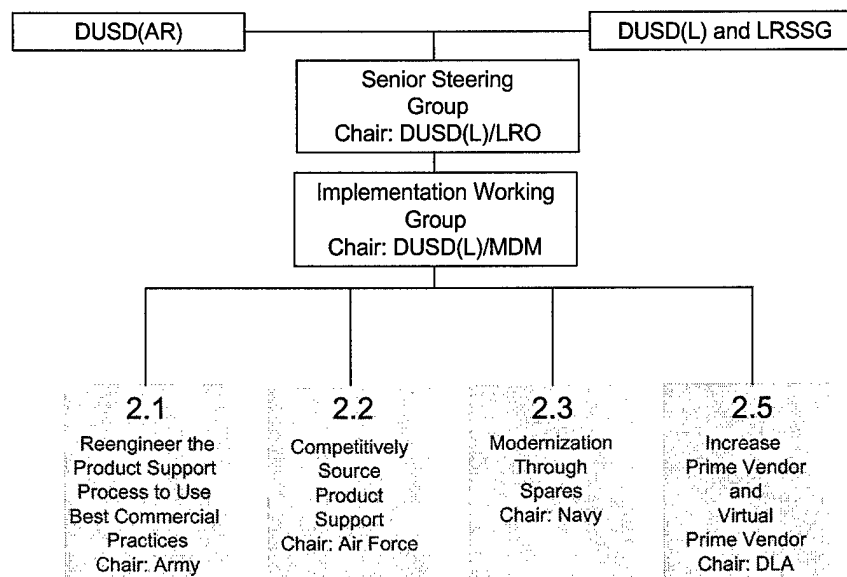 DUSD(AR)
DUSD(L) and LRSSG
Senior Steering
Group
Chair: DUSD(L)/LRO
Implementation Working
Group
Chair: DUSD(L)/MDM
2.1
Reengineer the
Product Support
Process to Use
Best Commercial
Practices
Chair: Army
2.2
Competitively
Source
Product
Support
Chair: Air Force
2.3
Modernization
Through
Spares
Chair: Navy
2.5
Increase
Prime Vendor
and
Virtual
Prime Vendor
Chair: DLA